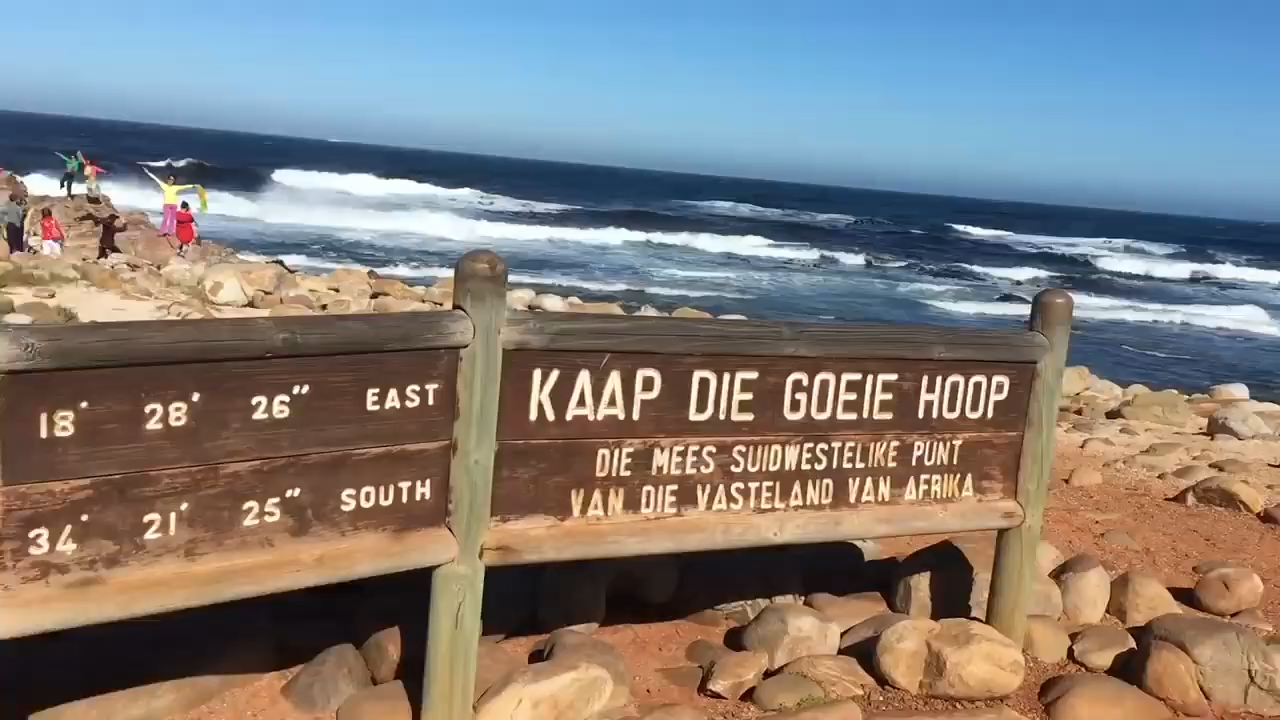 18° 28' 26" EAST
34° 21' 25" SOUTH
KAAP DIE GOEIE HOOP
DIE MEES SUIDWESTELIKE PUNT
VAN DIE VASTELAND VAN AFRIKA